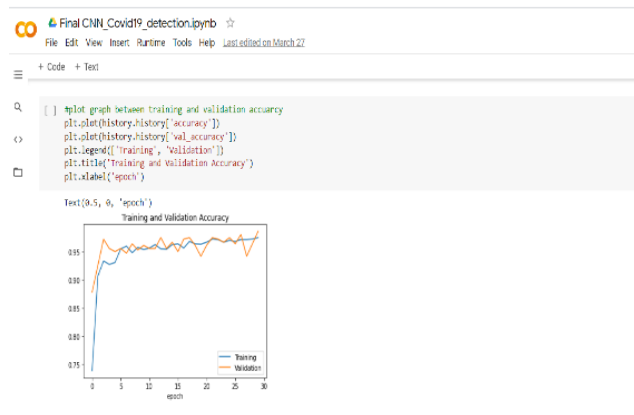 Final CNN_Covid19_detection.ipynb
File Edit View Insert Runtime Tools Help Last edited on March 27
+ Code + Text
[ ] #plot graph between training and validation accuarcy
plt.plot(history.history['accuracy'])
plt.plot(history.history['val_accuracy'])
plt.legend(['Training', 'Validation'])
plt.title('Training and Validation Accuracy')
plt.xlabel('epoch')
Text(0.5, 0, 'epoch')
Training and Validation Accuracy
0.95
0.90
0.85
0.80
0.75
Training
Validation
0 5 10 15 20 25 30
epoch